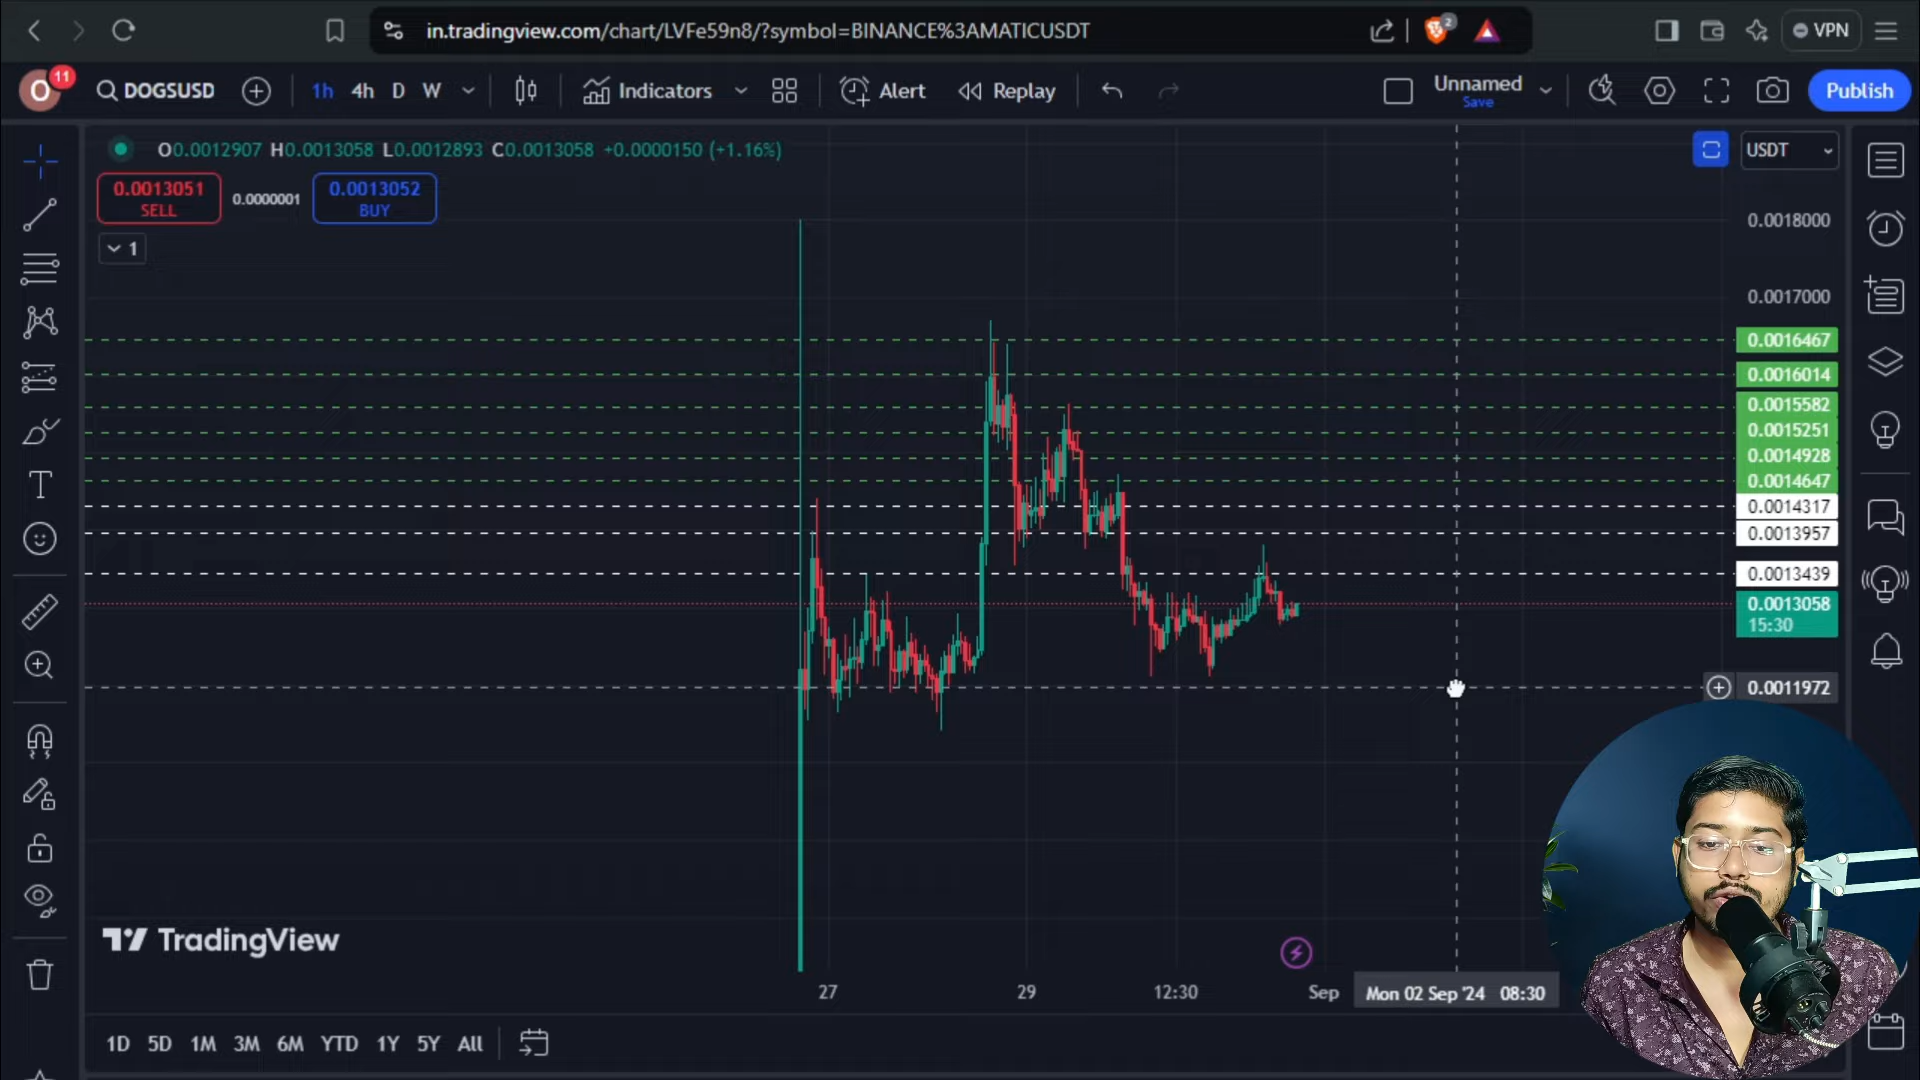 in.tradingview.com/chart/LVFe59n8/?symbol=BINANCE%3AMATICUSDT
2
VPN
O
11
DOGSUSD
1h 4h D W
Indicators
Alert
Replay
Unnamed
Save
Publish
O0.0012907 H0.0013058 L0.0012893 C0.0013058 +0.0000150 (+1.16%)
USDT
0.0013051
SELL
0.0000001
0.0013052
BUY
1
0.0018000
0.0017000
0.0016467
0.0016014
0.0015582
0.0015251
0.0014928
0.0014647
0.0014317
0.0013957
0.0013439
0.0013058
15:30
0.0011972
TradingView
27 29 12:30 Sep Mon 02 Sep '24 08:30
1D 5D 1M 3M 6M YTD 1Y 5Y All